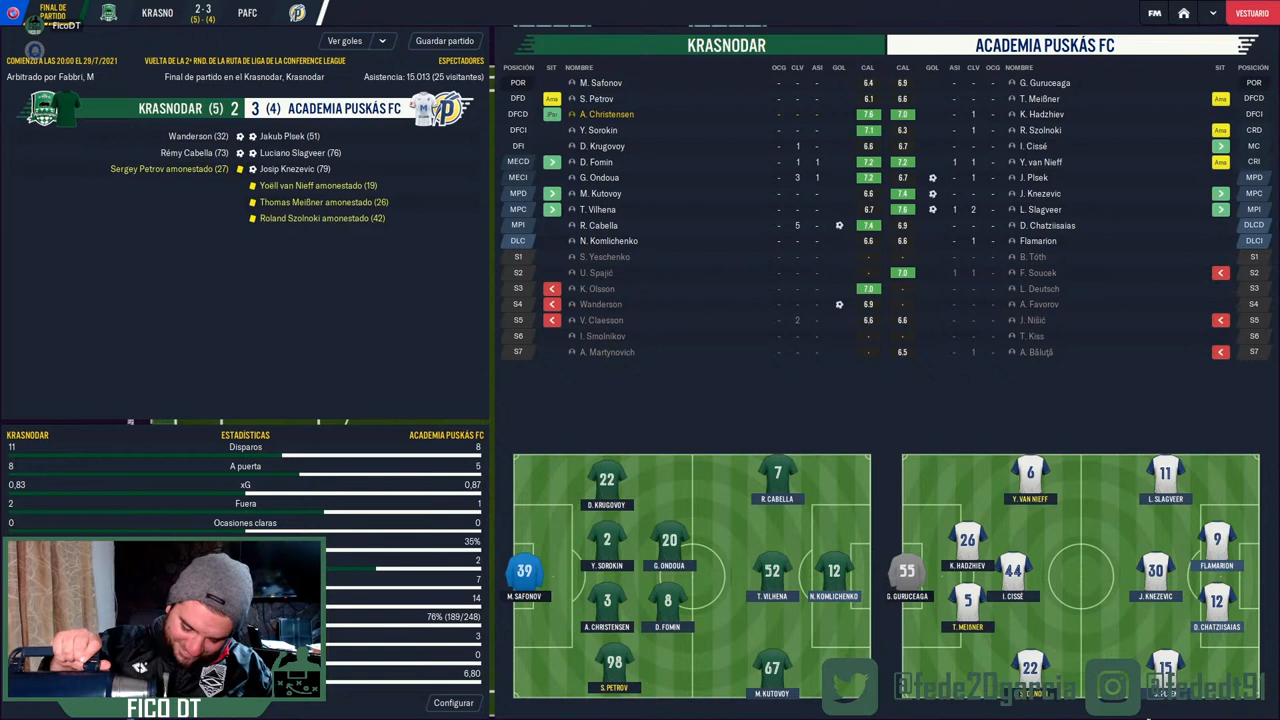 FINAL DE PARTIDO
KRASNO
2 - 3
(5) - (4)
PAFC
FM
VESTUARIO
FicoDT
Ver goles
Guardar partido
COMIENZO A LAS 20:00 EL 29/7/2021
VUELTA DE LA 2ª RND. DE LA RUTA DE LIGA DE LA CONFERENCE LEAGUE
ESPECTADORES
Arbitrado por Fabbri, M
Final de partido en el Krasnodar, Krasnodar
Asistencia: 15.013 (25 visitantes)
KRASNODAR (5) 2
3 (4) ACADEMIA PUSKÁS FC
Wanderson (32)
Jakub Plsek (51)
Rémy Cabella (73)
Luciano Slagveer (76)
Sergey Petrov amonestado (27)
Josip Knezevic (79)
Yoëll van Nieff amonestado (19)
Thomas Meißner amonestado (26)
Roland Szolnoki amonestado (42)
KRASNODAR
ACADEMIA PUSKÁS FC
POSICIÓN SIT NOMBRE OCG CLV ASI GOL CAL CAL GOL ASI CLV OCG NOMBRE SIT POSICIÓN
POR M. Safonov - - - 6.4 6.9 - - - G. Guruceaga POR
DFD Ama S. Petrov - - - 6.1 6.6 - - - T. Meißner Ama DFCD
DFCD ¡Par A. Christensen - - - 7.6 7.0 - 1 - K. Hadzhiev DFCI
DFCI Y. Sorokin - - - 7.1 6.3 - 1 - R. Szolnoki Ama CRD
DFI D. Krugovoy - 1 - 6.6 6.7 - - - I. Cissé MC
MECD D. Fomin - 1 1 7.2 7.2 1 1 - Y. van Nieff Ama CRI
MECI G. Ondoua - 3 1 7.2 6.7 - 1 - J. Plsek MPD
MPD M. Kutovoy - - - 6.6 7.4 - - - J. Knezevic MPC
MPC T. Vilhena - - - 6.7 7.6 1 2 - L. Slagveer MPI
MPI R. Cabella - 5 - 7.4 6.9 - - - D. Chatziisaias DLCD
DLC N. Komlichenko - - - 6.6 6.6 - 1 - Flamarion DLCI
S1 S. Yeschenko - - B. Tóth S1
S2 U. Spajić - 7.0 1 1 - F. Soucek S2
S3 K. Olsson - - - 7.0 - L. Deutsch S3
S4 Wanderson - - - 6.9 - A. Favorov S4
S5 V. Claesson - 2 - 6.6 6.6 - - - J. Nišić S5
S6 I. Smolnikov - - T. Kiss S6
S7 A. Martynovich - 6.5 - 1 - A. Băluţă S7
KRASNODAR
ESTADÍSTICAS
ACADEMIA PUSKÁS FC
11 Disparos 8
8 A puerta 5
0,83 xG 0,87
2 Fuera 1
0 Ocasiones claras 0
35%
2
7
14
76% (189/248)
3
0
6,80
Configurar
FICO DT
22
D. KRUGOVOY
7
R. CABELLA
2
Y. SOROKIN
20
G. ONDOUA
39
M. SAFONOV
52
T. VILHENA
12
N. KOMLICHENKO
3
A. CHRISTENSEN
8
D. FOMIN
98
S. PETROV
67
M. KUTOVOY
6
Y. VAN NIEFF
11
L. SLAGVEER
26
K. HADZHIEV
9
FLAMARION
55
G. GURUCEAGA
44
I. CISSÉ
30
J. KNEZEVIC
5
T. MEIßNER
12
D. CHATZIISAIAS
22
15
@fede20garcia
@fededt91